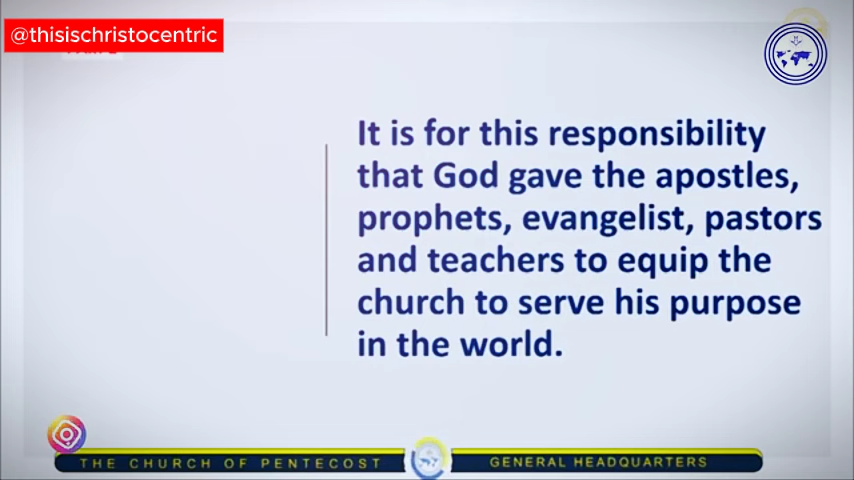 @thisischristocentric
It is for this responsibility
that God gave the apostles,
prophets, evangelist, pastors
and teachers to equip the
church to serve his purpose
in the world.
THE CHURCH OF PENTECOST
GENERAL HEADQUARTERS